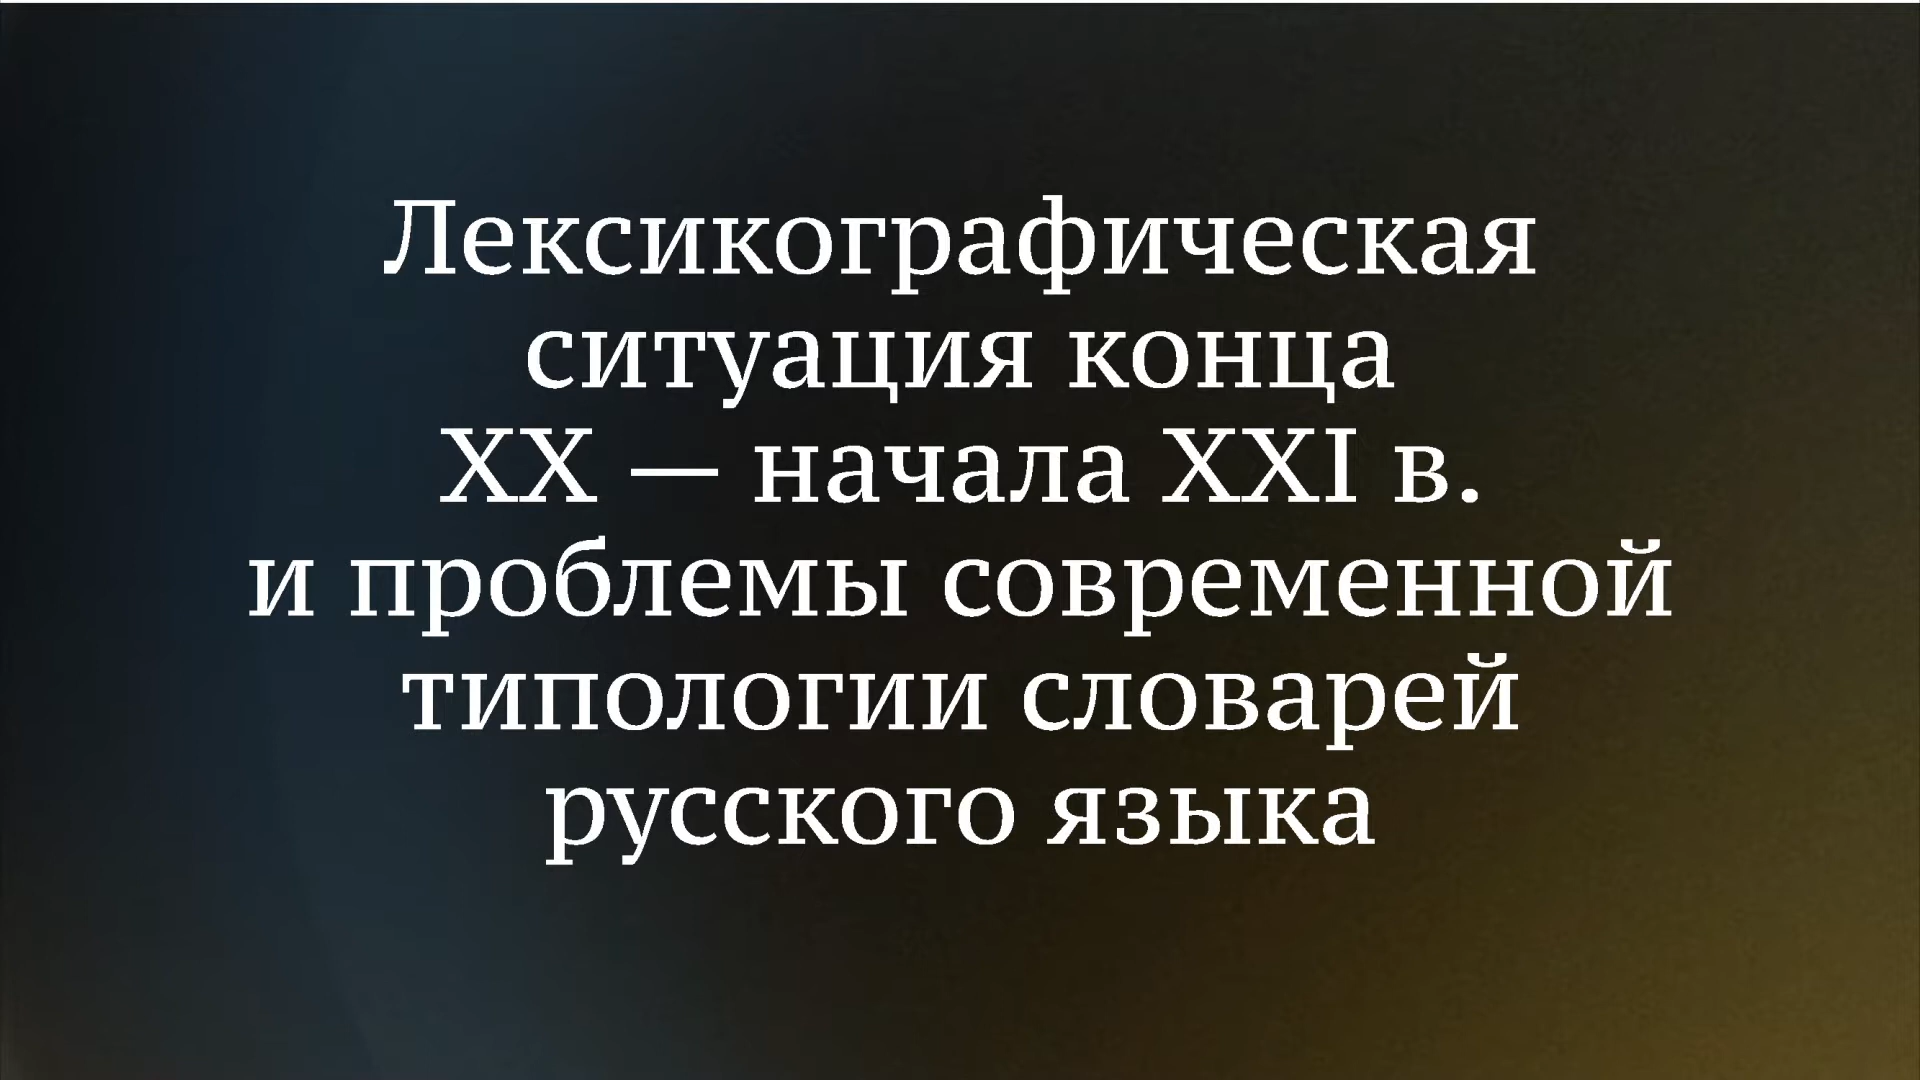 Лексикографическая
ситуация конца
XX — начала XXI в.
и проблемы современной
типологии словарей
русского языка